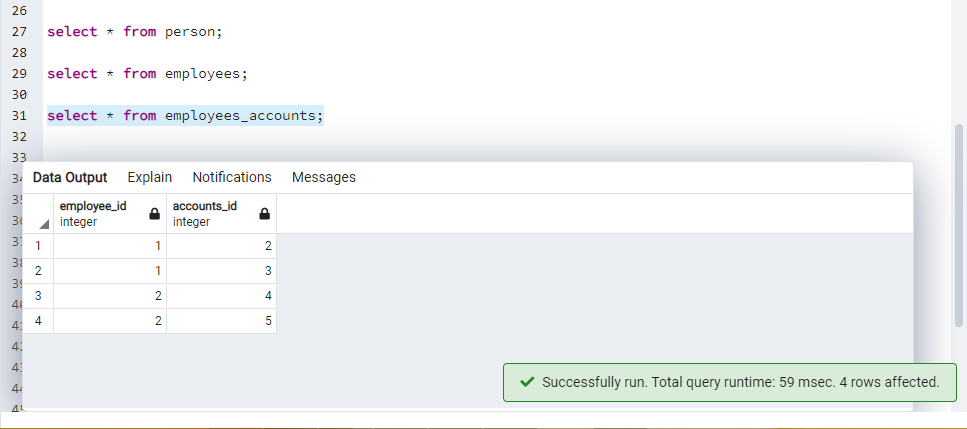 26
27 select * from person;
28
29 select * from employees;
30
31 select * from employees_accounts;
32
33
Data Output Explain Notifications Messages
employee_id accounts_id
integer integer
1 1 2
2 1 3
3 2 4
4 2 5
Successfully run. Total query runtime: 59 msec. 4 rows affected.